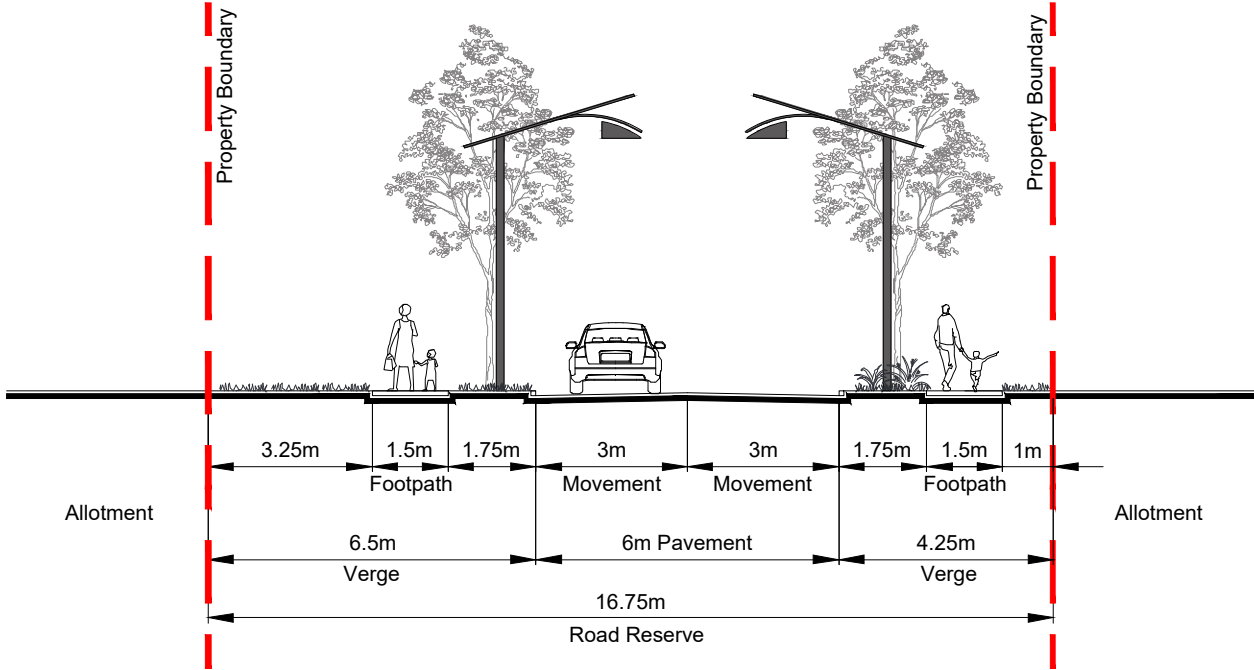 Property Boundary
Property Boundary
3.25m
1.5m
1.75m
3m
3m
1.75m
1.5m
1m
Footpath
Movement
Movement
Footpath
Allotment
Allotment
6.5m
6m Pavement
4.25m
Verge
Verge
16.75m
Road Reserve